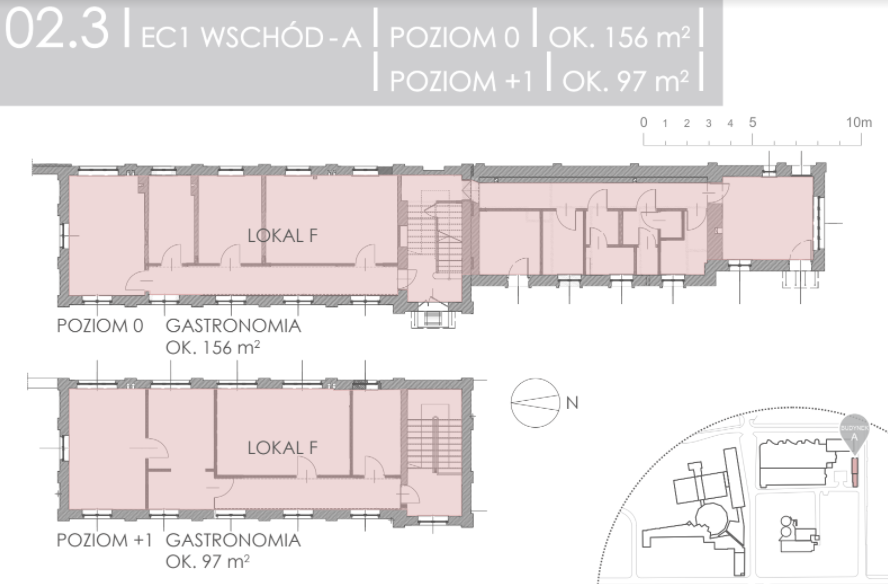 02.3 | EC1 WSCHÓD - A | POZIOM 0 | OK. 156 m²
| POZIOM +1 | OK. 97 m² |
0 1 2 3 4 5 10m
LOKAL F
POZIOM 0 GASTRONOMIA
OK. 156 m²
N
BUDYNEK
A
LOKAL F
POZIOM +1 GASTRONOMIA
OK. 97 m²